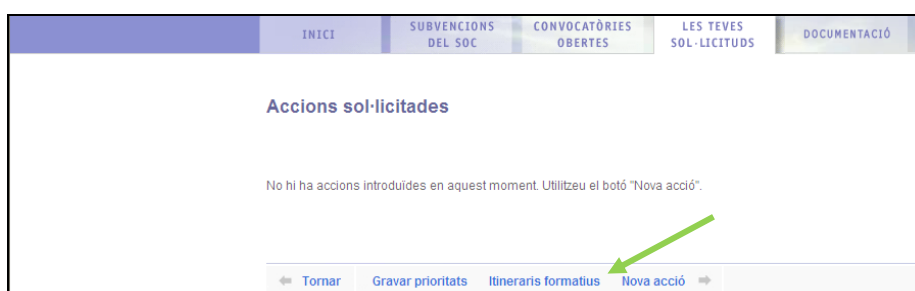 INICI
SUBVENCIONS
DEL SOC
CONVOCATÒRIES
OBERTES
LES TEVES
SOL·LICITUDS
DOCUMENTACIÓ
Accions sol·licitades
No hi ha accions introduïdes en aquest moment. Utilitzeu el botó "Nova acció".
Tornar Gravar prioritats Itineraris formatius Nova acció